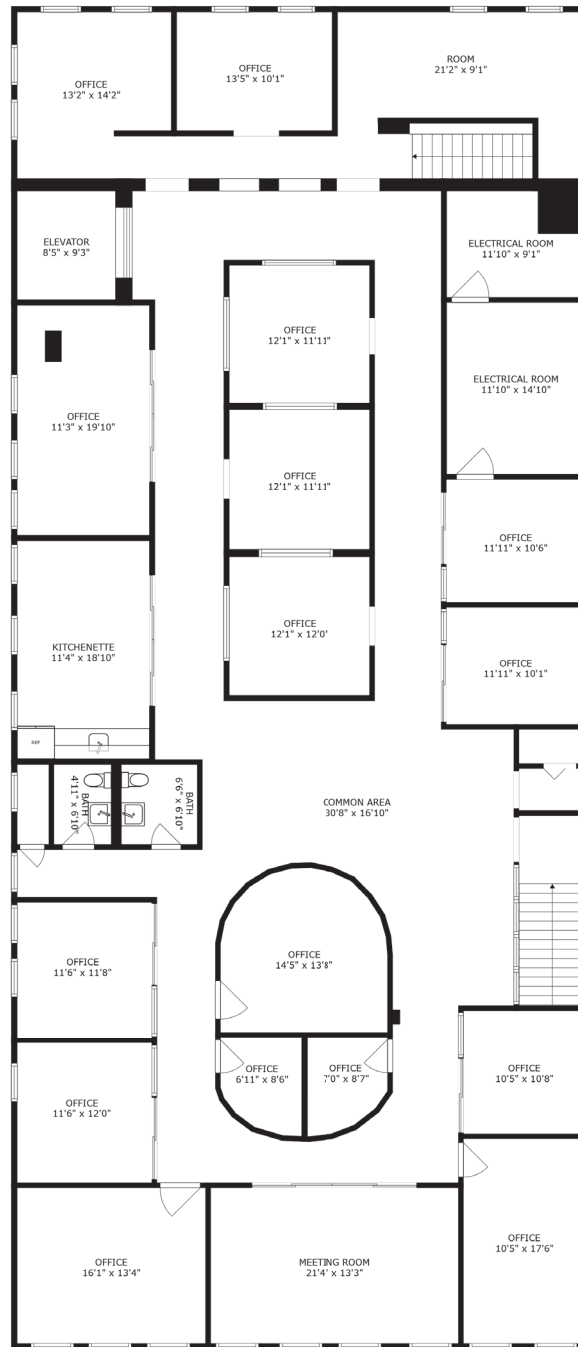 OFFICE
13'2" x 14'2"
OFFICE
13'5" x 10'1"
ROOM
21'2" x 9'1"
ELEVATOR
8'5" x 9'3"
ELECTRICAL ROOM
11'10" x 9'1"
OFFICE
12'1" x 11'11"
ELECTRICAL ROOM
11'10" x 14'10"
OFFICE
11'3" x 19'10"
OFFICE
12'1" x 11'11"
OFFICE
11'11" x 10'6"
OFFICE
12'1" x 12'0"
KITCHENETTE
11'4" x 18'10"
OFFICE
11'11" x 10'1"
REF
BATH
4'11" x 6'10"
BATH
6'6" x 6'10"
COMMON AREA
30'8" x 16'10"
OFFICE
11'6" x 11'8"
OFFICE
14'5" x 13'8"
OFFICE
11'6" x 12'0"
OFFICE
6'11" x 8'6"
OFFICE
7'0" x 8'7"
OFFICE
10'5" x 10'8"
OFFICE
16'1" x 13'4"
MEETING ROOM
21'4" x 13'3"
OFFICE
10'5" x 17'6"